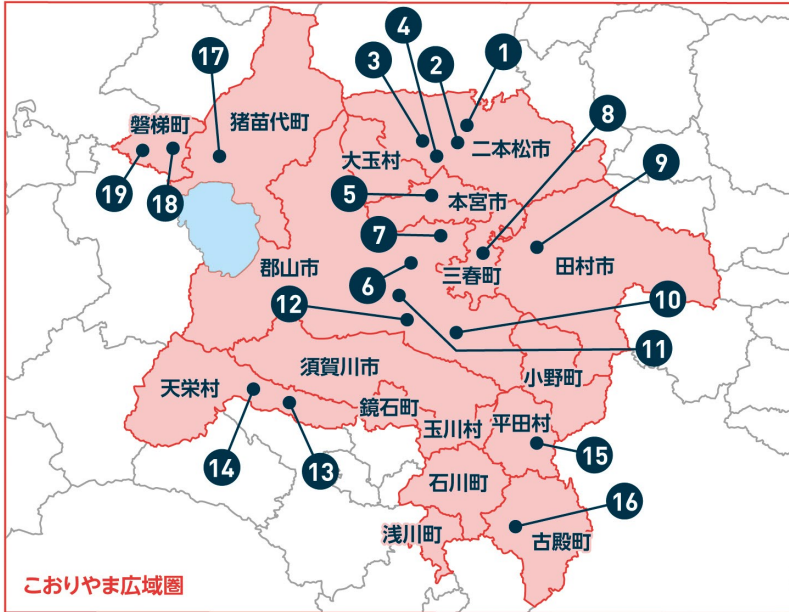 4
1
17
3
2
8
磐梯町
猪苗代町
二本松市
9
大玉村
19
18
5
本宮市
7
郡山市
三春町
田村市
12
6
10
11
須賀川市
小野町
天栄村
鏡石町
玉川村
平田村
14
13
15
石川町
16
浅川町
古殿町
こおりやま広域圏